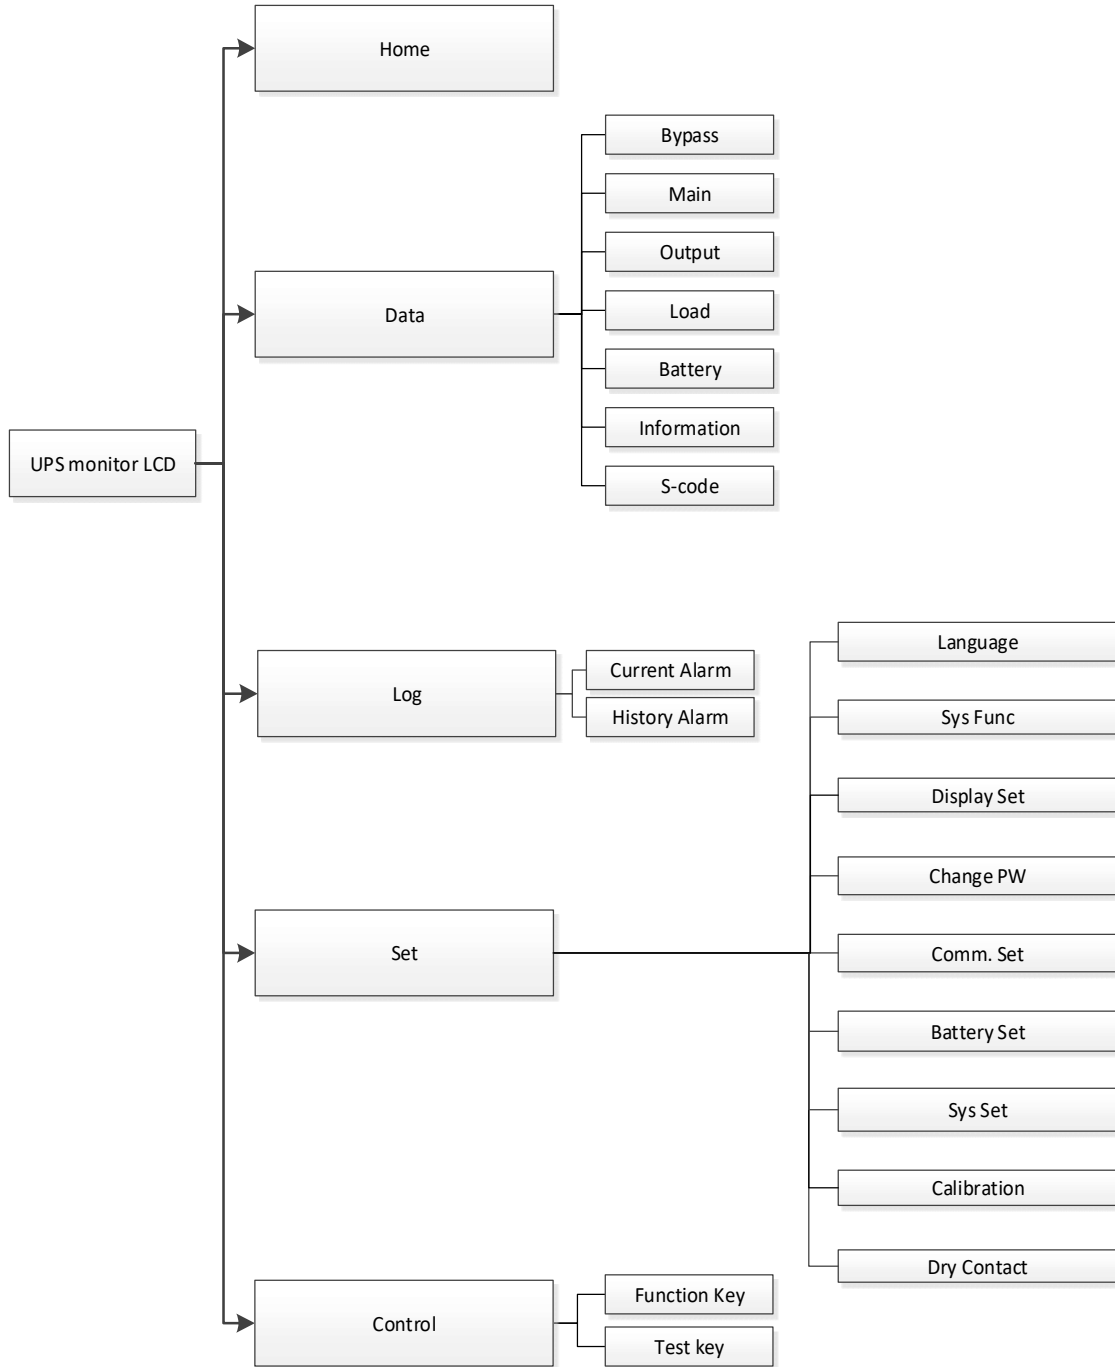 Home
Bypass
Main
Output
Data
Load
Battery
Information
S-code
UPS monitor LCD
Language
Current Alarm
Log
History Alarm
Sys Func
Display Set
Change PW
Set
Comm. Set
Battery Set
Sys Set
Calibration
Dry Contact
Function Key
Control
Test key